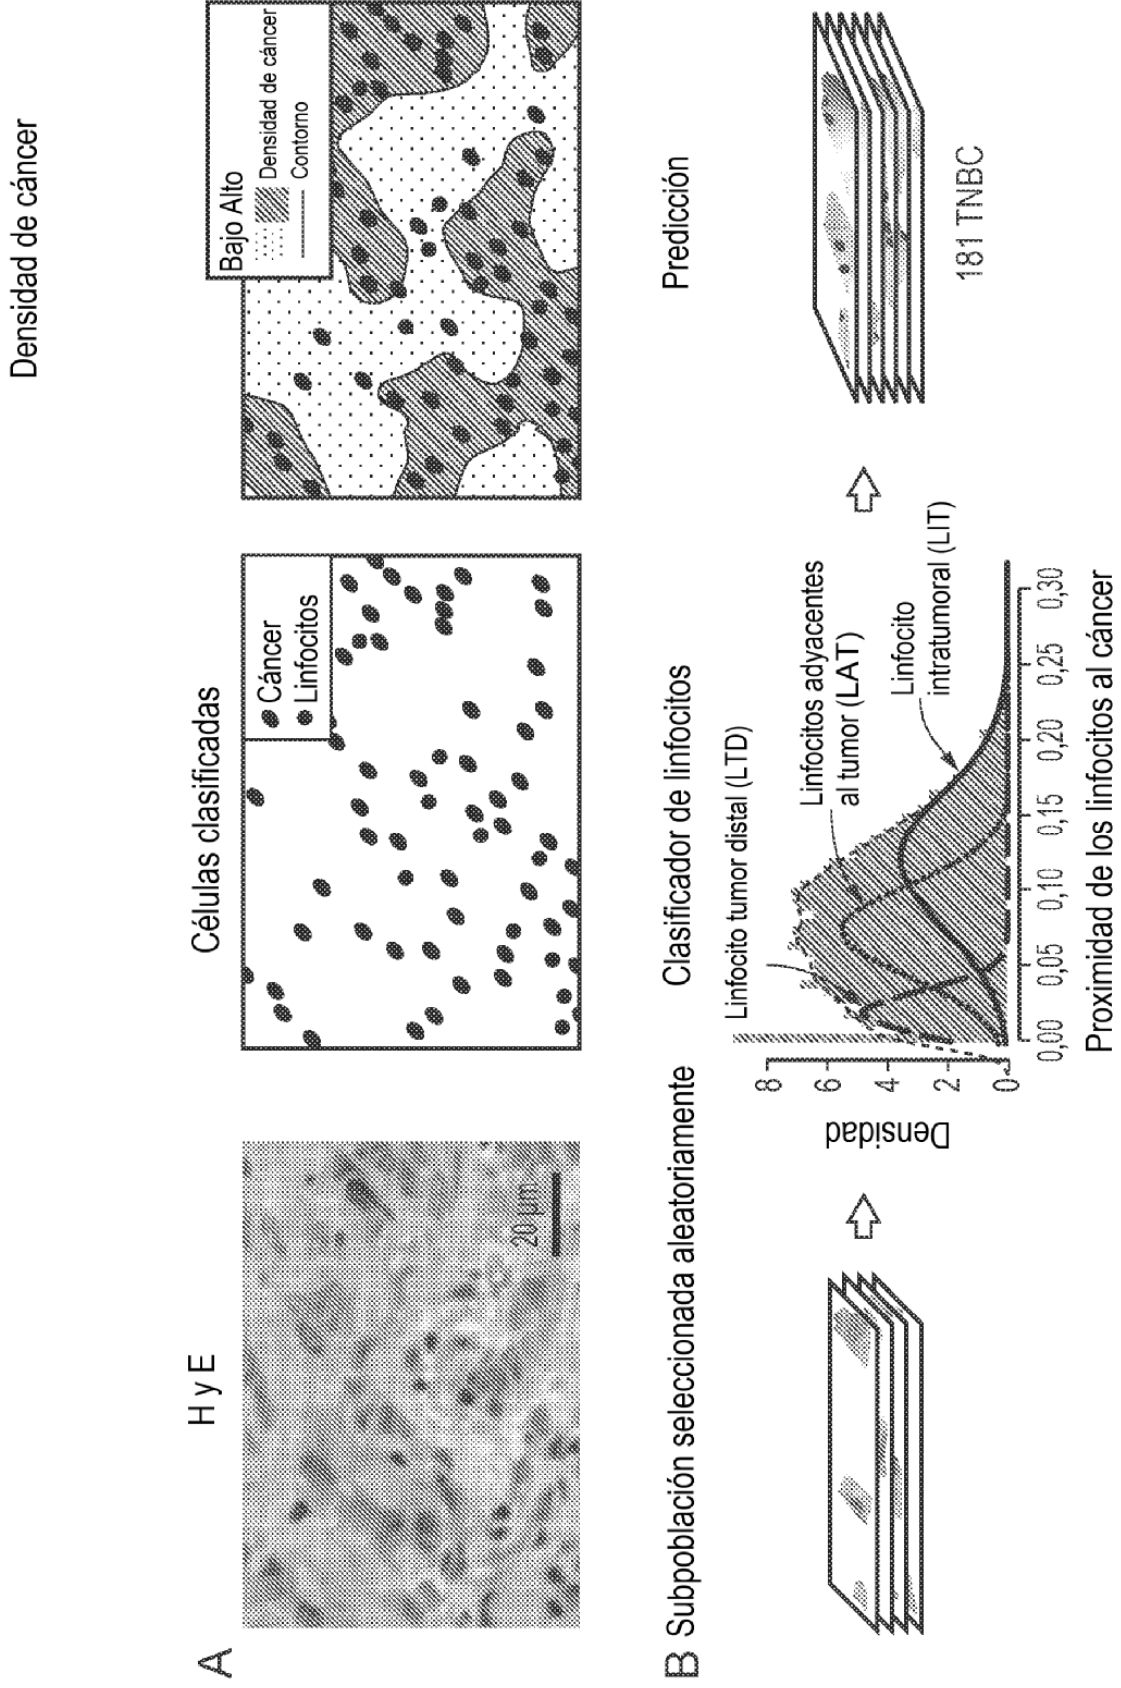 Densidad de cáncer
A
H y E
20 µm
Células clasificadas
Cáncer
Linfocitos
Bajo Alto
Densidad de cáncer
Contorno
B Subpoblación seleccionada aleatoriamente
Clasificador de linfocitos
Predicción
Linfocito tumor distal (LTD)
Linfocitos adyacentes
al tumor (LAT)
Linfocito
intratumoral (LIT)
Densidad
8
6
4
2
0
0,00 0,05 0,10 0,15 0,20 0,25 0,30
Proximidad de los linfocitos al cáncer
181 TNBC